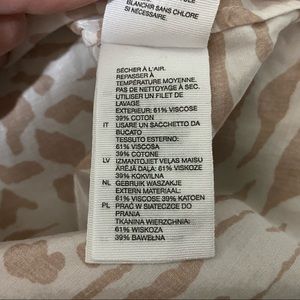 BLANCHIR SANS CHLORE
SI NÉCESSAIRE.
SÉCHER À L'AIR.
REPASSER À
TEMPÉRATURE MOYENNE.
PAS DE NETTOYAGE À SEC.
UTILISER UN FILET DE
LAVAGE
EXTERIEUR: 61% VISCOSE
39% COTON
IT USARE UN SACCHETTO DA
BUCATO
TESSUTO ESTERNO:
61% VISCOSA
39% COTONE
LV IZMANTOJIET VEĻAS MAISU
ĀRĒJĀ DAĻA: 61% VISKOZE
39% KOKVILNA
NL GEBRUIK WASZAKJE
EXTERN MATERIAAL:
61% VISCOSE 39% KATOEN
PL PRAĆ W SIATECZCE DO
PRANIA
TKANINA WIERZCHNIA:
61% WISKOZA
39% BAWEŁNA